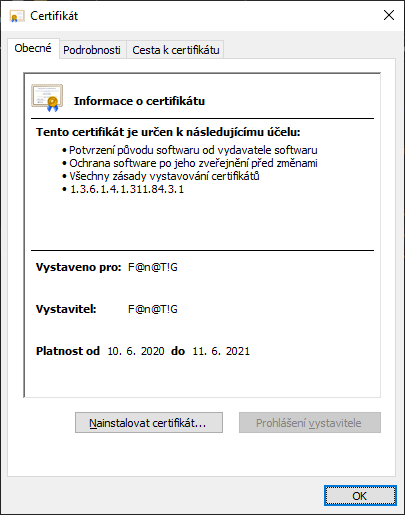 Certifikát
Obecné Podrobnosti Cesta k certifikátu
Informace o certifikátu
Tento certifikát je určen k následujícímu účelu:
• Potvrzení původu softwaru od vydavatele softwaru
• Ochrana software po jeho zveřejnění před změnami
• Všechny zásady vystavování certifikátů
• 1.3.6.1.4.1.311.84.3.1
Vystaveno pro: F@n@T!G
Vystavitel: F@n@T!G
Platnost od 10. 6. 2020 do 11. 6. 2021
Nainstalovat certifikát... Prohlášení vystavitele
OK